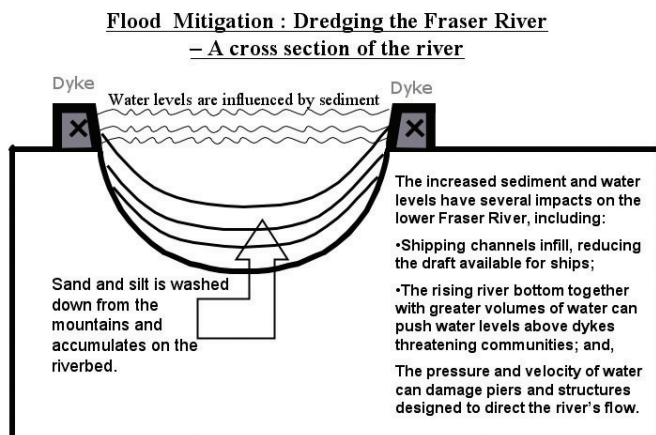 Flood Mitigation : Dredging the Fraser River
– A cross section of the river
Dyke
Dyke
Water levels are influenced by sediment
Sand and silt is washed
down from the
mountains and
accumulates on the
riverbed.
The increased sediment and water
levels have several impacts on the
lower Fraser River, including:
•Shipping channels infill, reducing
the draft available for ships;
•The rising river bottom together
with greater volumes of water can
push water levels above dykes
threatening communities; and,
The pressure and velocity of water
can damage piers and structures
designed to direct the river's flow.